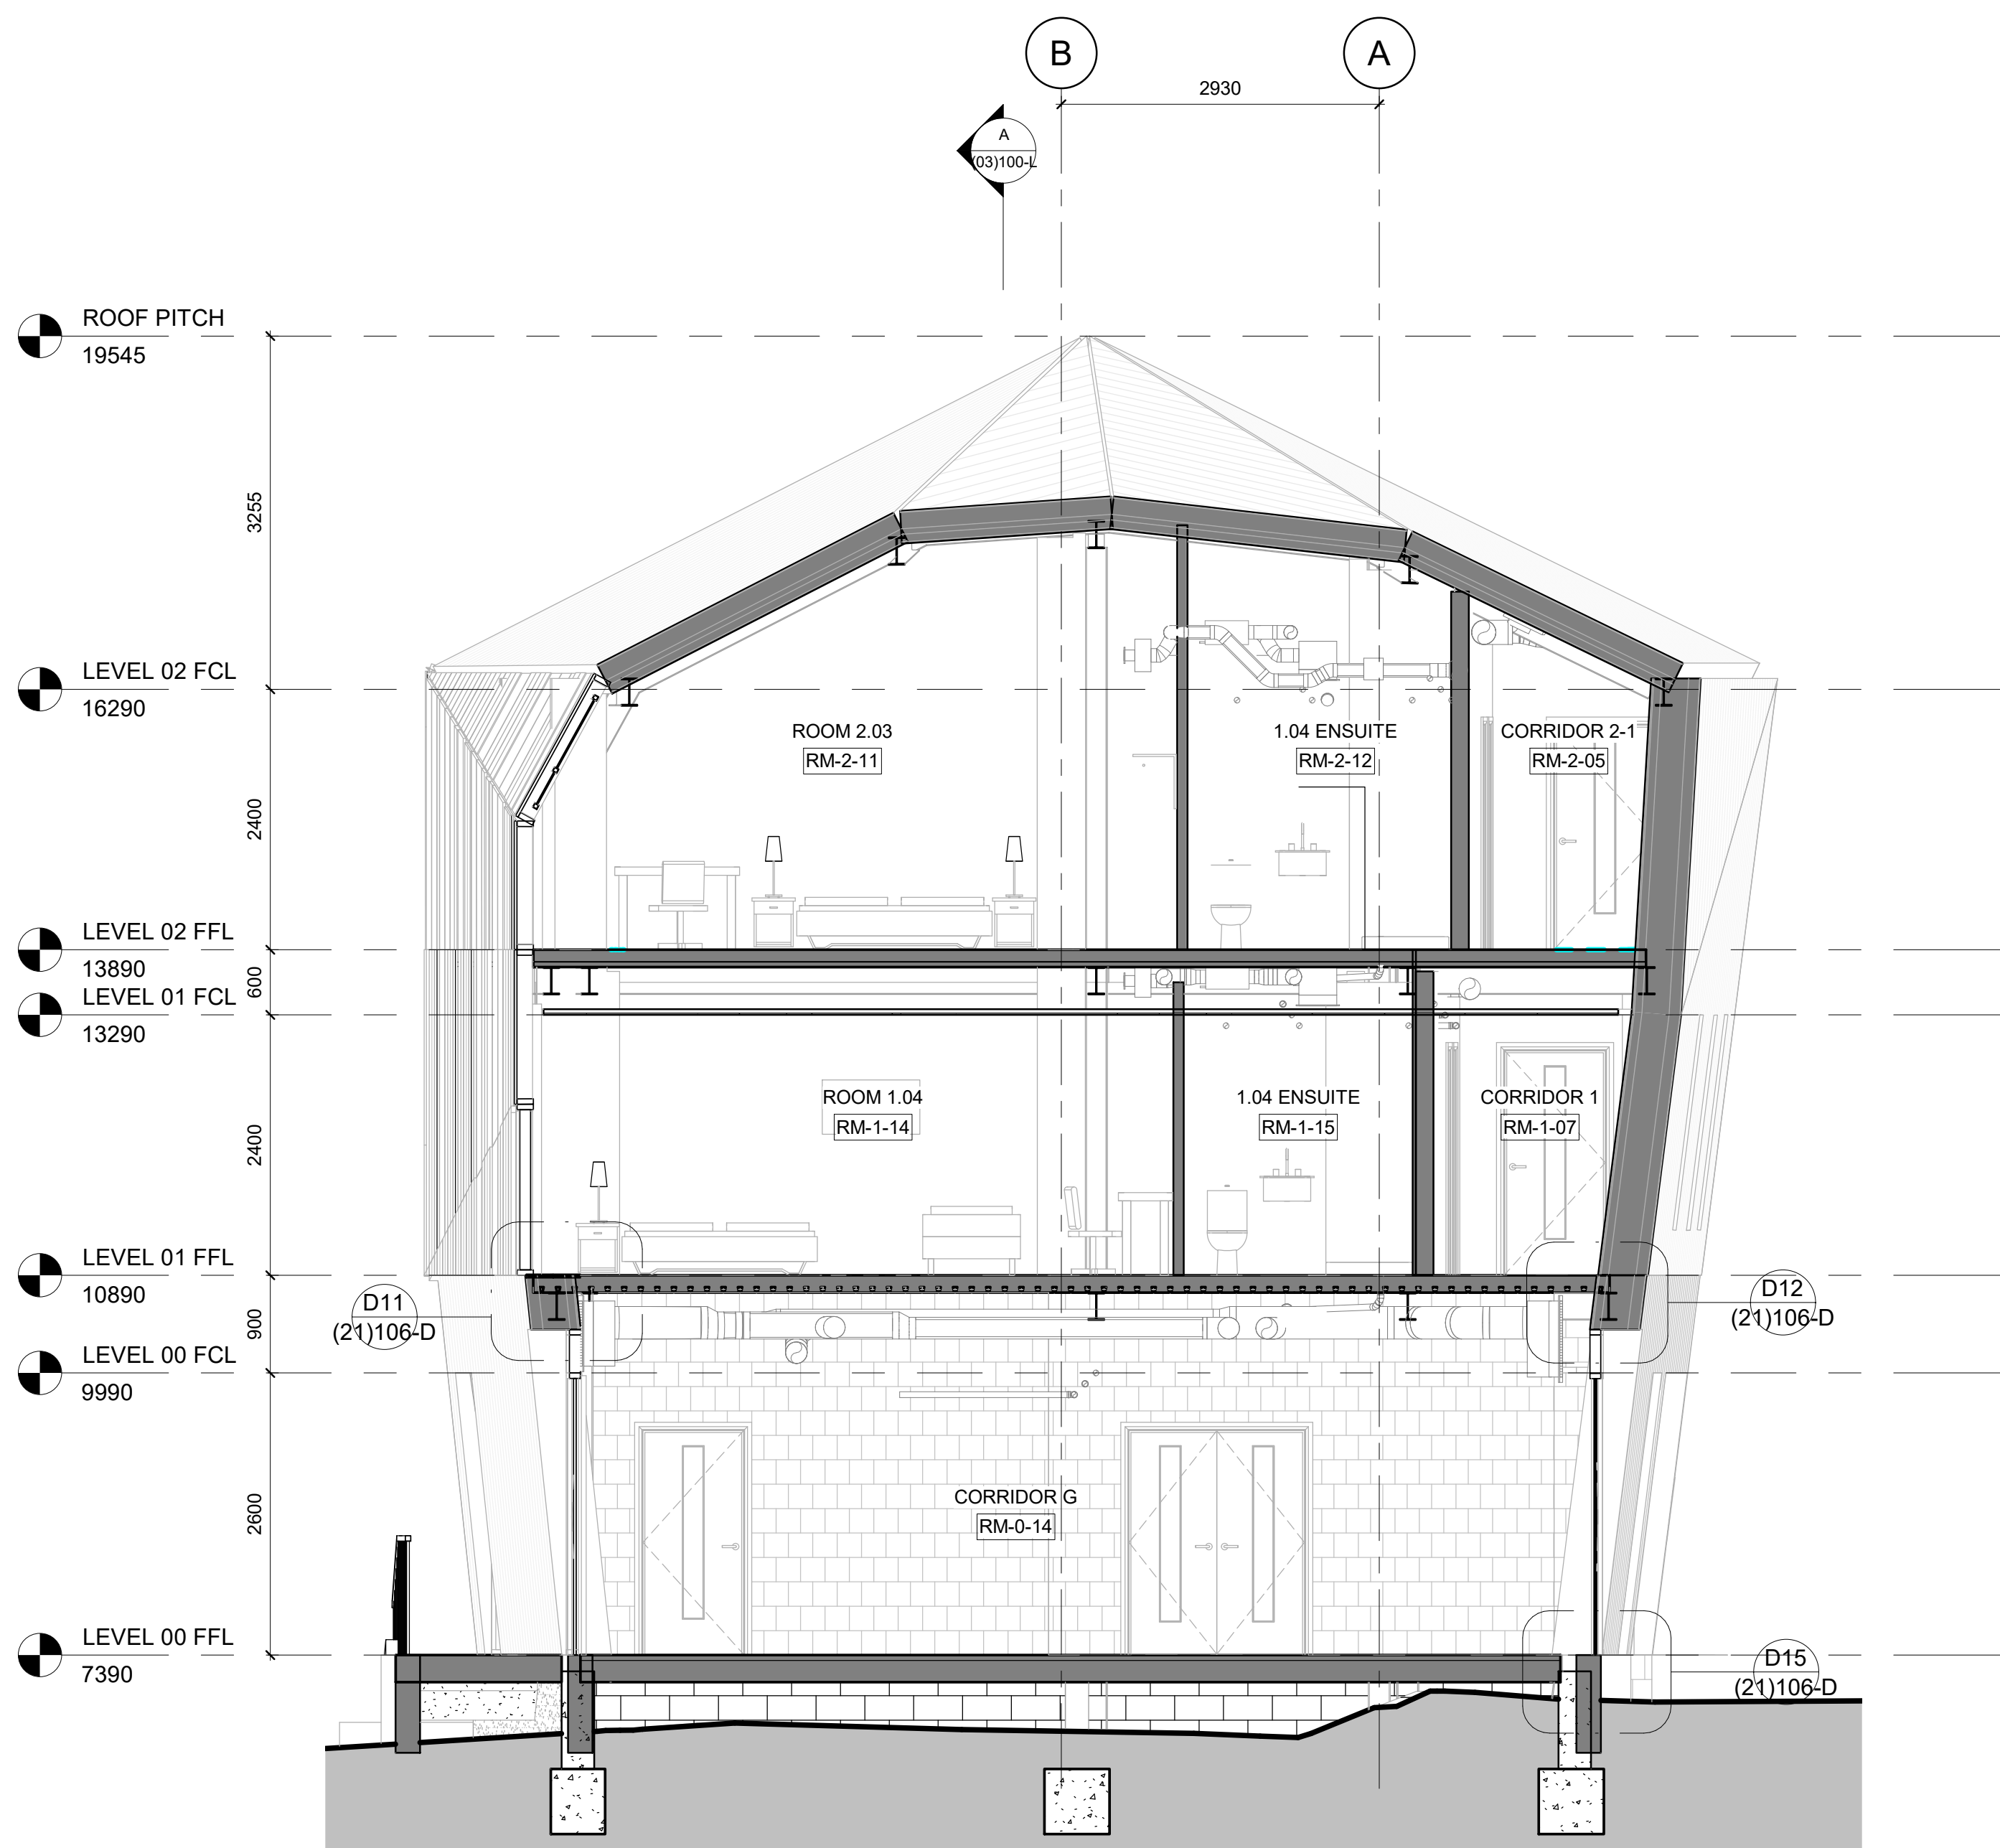 B
A
2930
A
(03)100-L
ROOF PITCH
19545
3255
LEVEL 02 FCL
16290
ROOM 2.03
RM-2-11
1.04 ENSUITE
RM-2-12
CORRIDOR 2-1
RM-2-05
2400
LEVEL 02 FFL
13890
600
LEVEL 01 FCL
13290
ROOM 1.04
RM-1-14
1.04 ENSUITE
RM-1-15
CORRIDOR 1
RM-1-07
2400
LEVEL 01 FFL
10890
D11
(21)106-D
D12
(21)106-D
900
LEVEL 00 FCL
9990
CORRIDOR G
RM-0-14
2600
LEVEL 00 FFL
7390
D15
(21)106-D